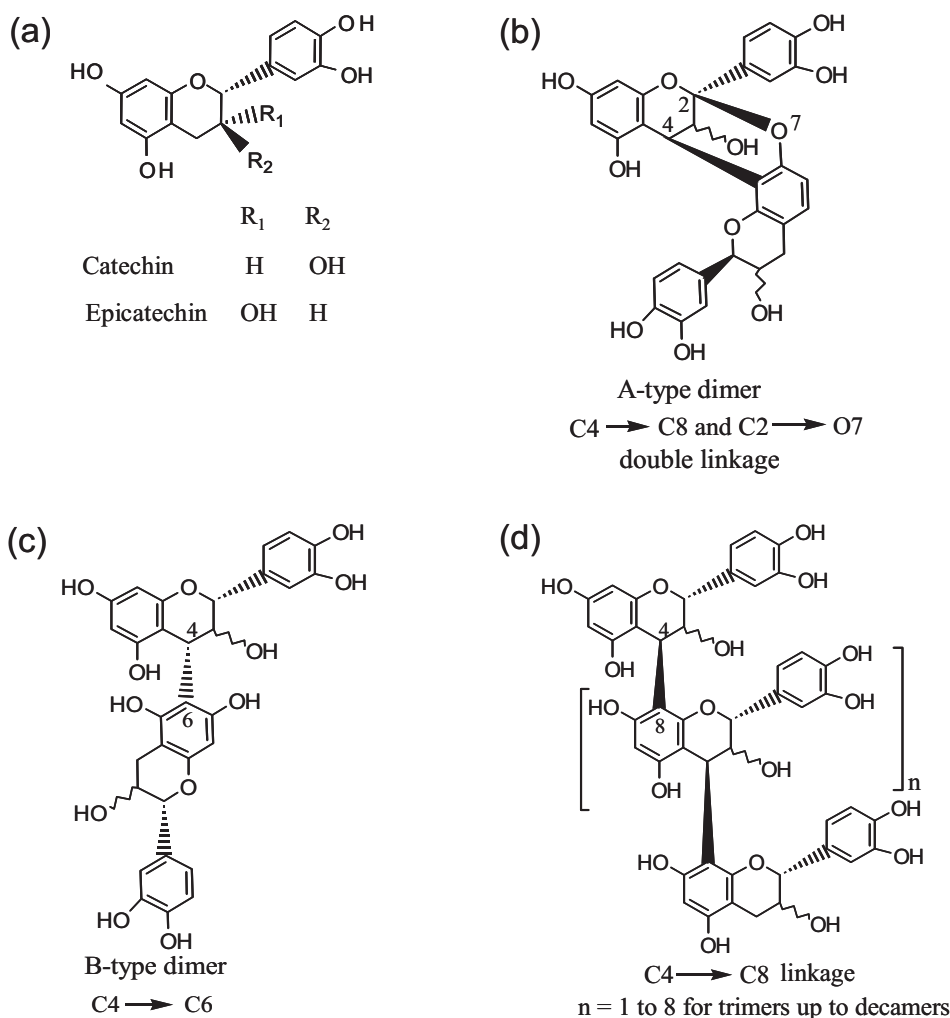 (a)
OH
HO
O
OH
R1
R2
OH
R1 R2
Catechin H OH
Epicatechin OH H
(b)
OH
HO
O
OH
2
4
O 7
OH
OH
O
HO
OH
OH
A-type dimer
C4 → C8 and C2 → O7
double linkage
(c)
OH
HO
O
OH
4
OH
OH
HO
OH
6
O
HO
HO
OH
B-type dimer
C4 → C6
(d)
OH
HO
O
OH
4
OH
OH
OH
HO
O
OH
8
OH
OH
n
OH
HO
O
OH
OH
OH
C4 → C8 linkage
n = 1 to 8 for trimers up to decamers